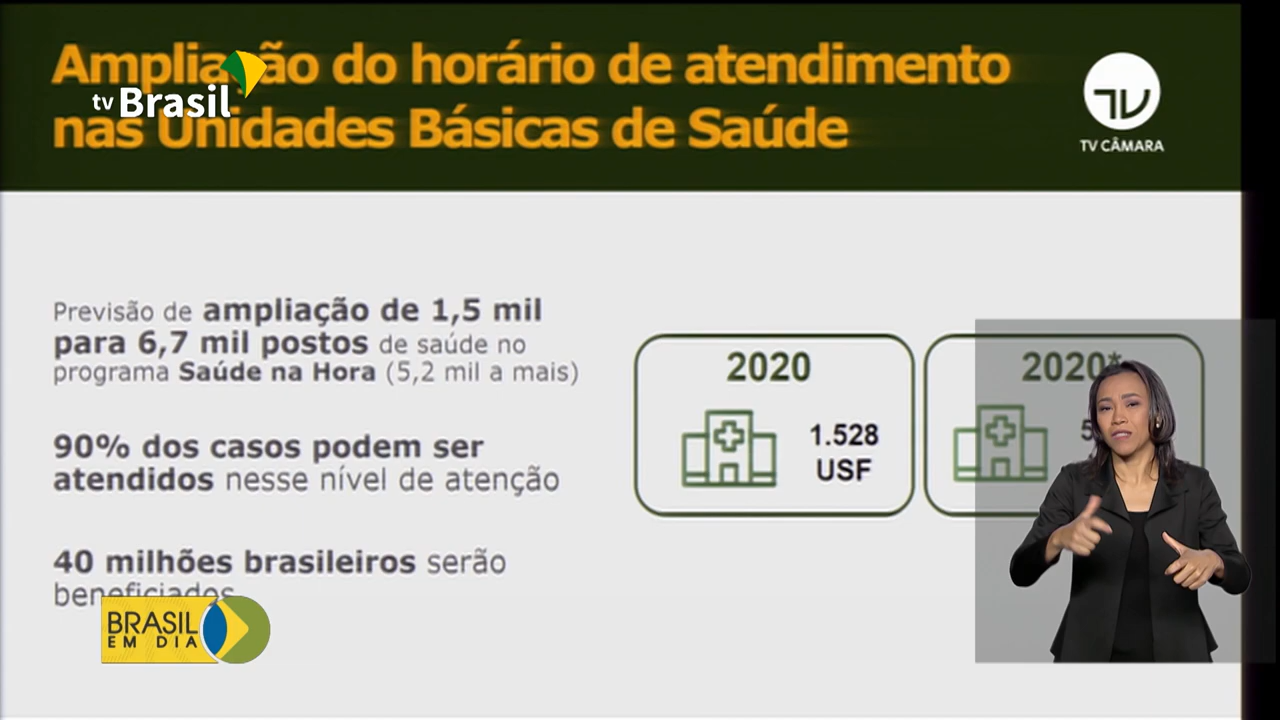 Ampliação do horário de atendimento
nas Unidades Básicas de Saúde
tv Brasil
TV CÂMARA
Previsão de ampliação de 1,5 mil
para 6,7 mil postos de saúde no
programa Saúde na Hora (5,2 mil a mais)
90% dos casos podem ser
atendidos nesse nível de atenção
40 milhões brasileiros serão
beneficiados
2020
1.528
USF
2020*
BRASIL
EM DIA